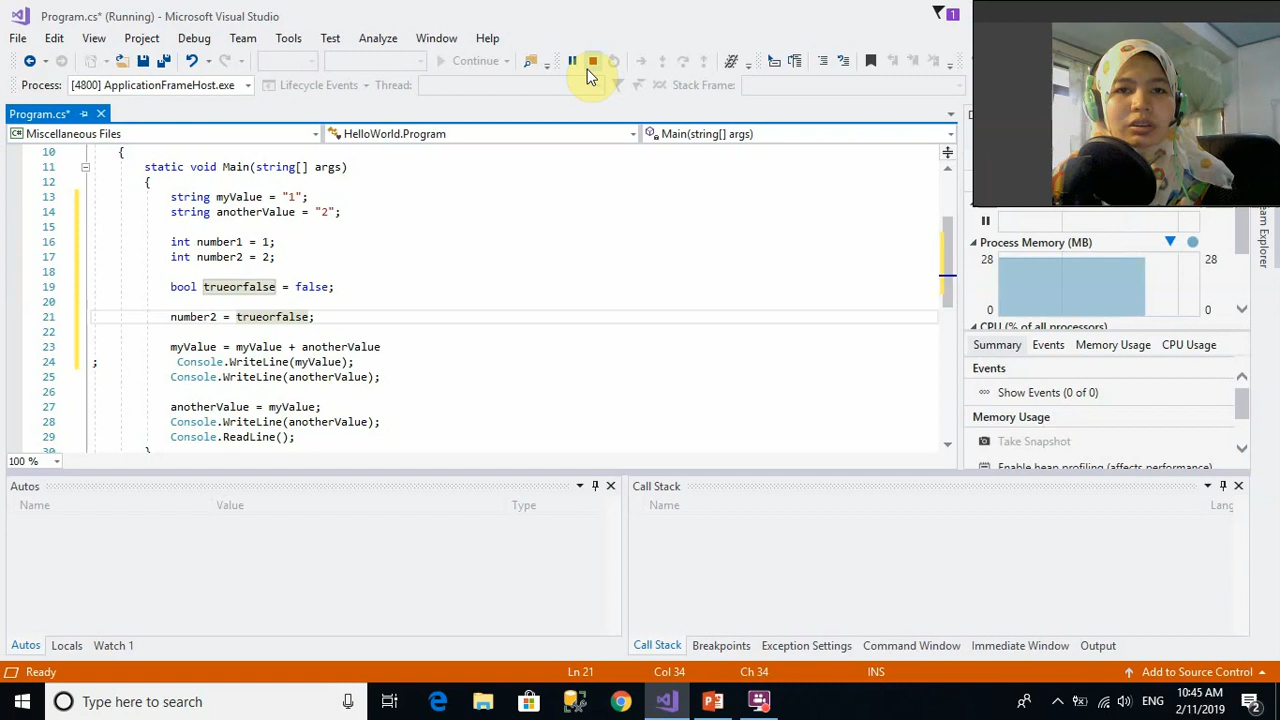 Program.cs* (Running) - Microsoft Visual Studio
1
File Edit View Project Debug Team Tools Test Analyze Window Help
Continue
Process: [4800] ApplicationFrameHost.exe Lifecycle Events Thread: Stack Frame:
Program.cs*
C# Miscellaneous Files HelloWorld.Program Main(string[] args)
10 {
11 static void Main(string[] args)
12 {
13 string myValue = "1";
14 string anotherValue = "2";
15
16 int number1 = 1;
17 int number2 = 2;
18
19 bool trueorfalse = false;
20
21 number2 = trueorfalse;
22
23 myValue = myValue + anotherValue
24 ; Console.WriteLine(myValue);
25 Console.WriteLine(anotherValue);
26
27 anotherValue = myValue;
28 Console.WriteLine(anotherValue);
29 Console.ReadLine();
30 }
100 %
Process Memory (MB)
28 28
0 0
CPU (% of all processors)
Summary Events Memory Usage CPU Usage
Events
Show Events (0 of 0)
Memory Usage
Take Snapshot
Enable heap profiling (affects performance)
Team Explorer
Autos
Name Value Type
Call Stack
Name Lang
Autos Locals Watch 1
Call Stack Breakpoints Exception Settings Command Window Immediate Window Output
Ready Ln 21 Col 34 Ch 34 INS Add to Source Control
Type here to search
ENG
10:45 AM
2/11/2019
2